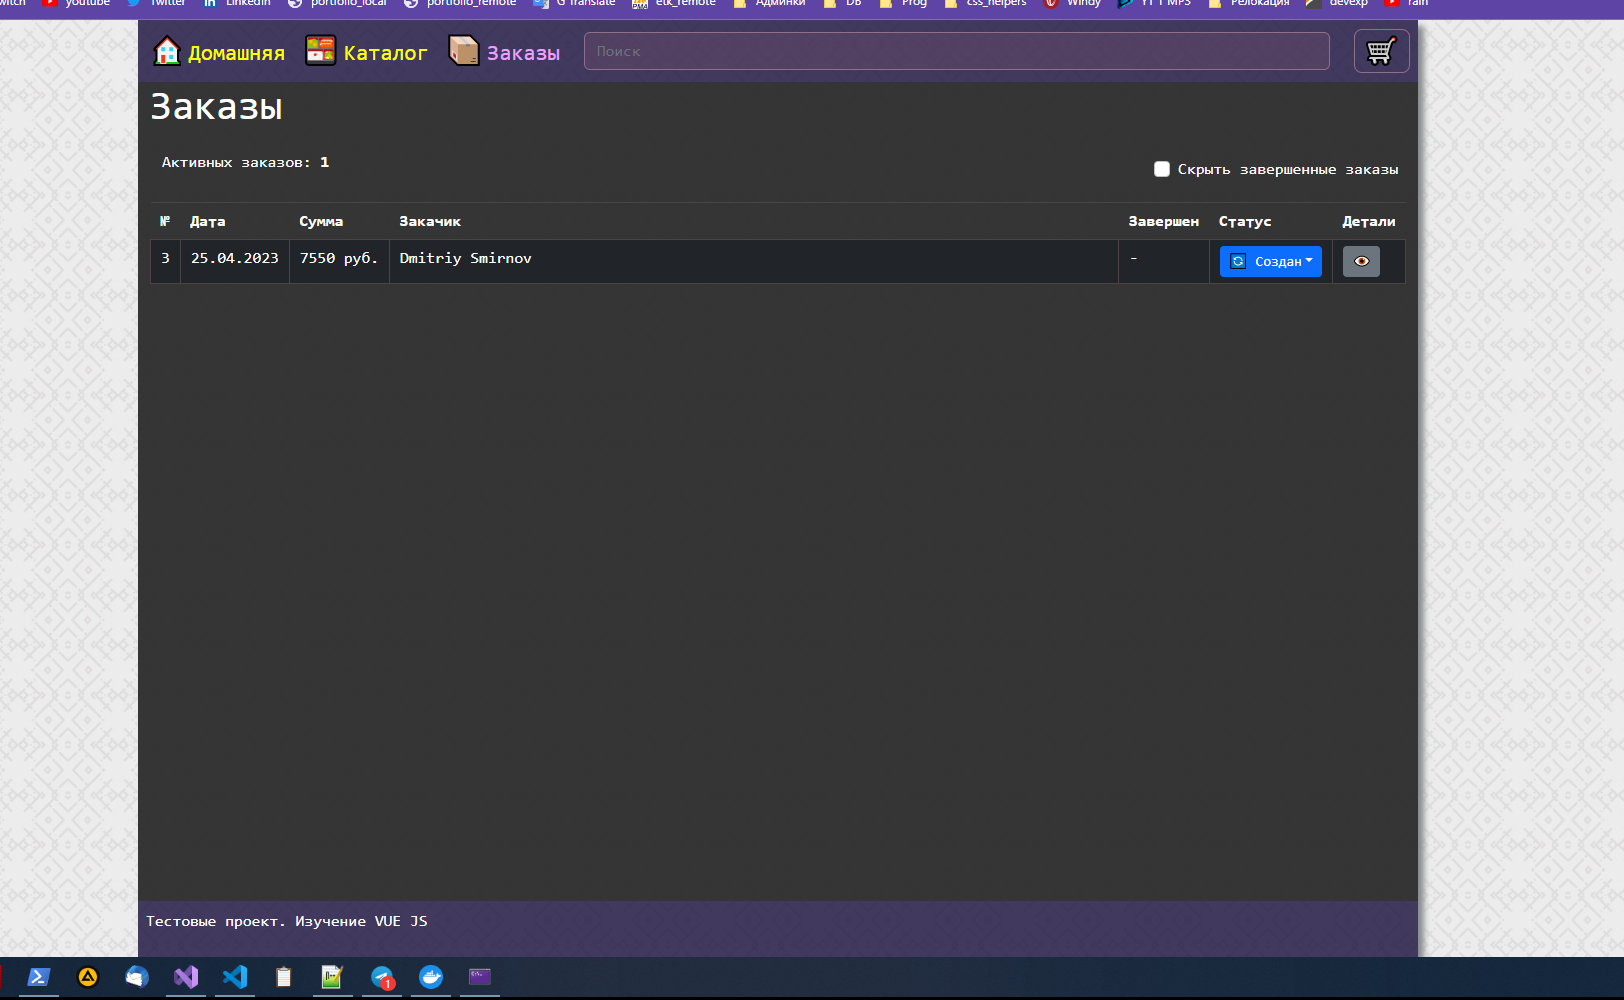 witch youtube Twitter LinkedIn portfolio_local portfolio_remote G Translate etk_remote Админки DB Prog css_helpers Windy YT 1 MP3 Релокация devexp rain
Домашняя Каталог Заказы Поиск
Заказы
Активных заказов: 1
Скрыть завершенные заказы
№ Дата Сумма Закачик Завершен Статус Детали
3 25.04.2023 7550 руб. Dmitriy Smirnov - Создан
Тестовые проект. Изучение VUE JS
1